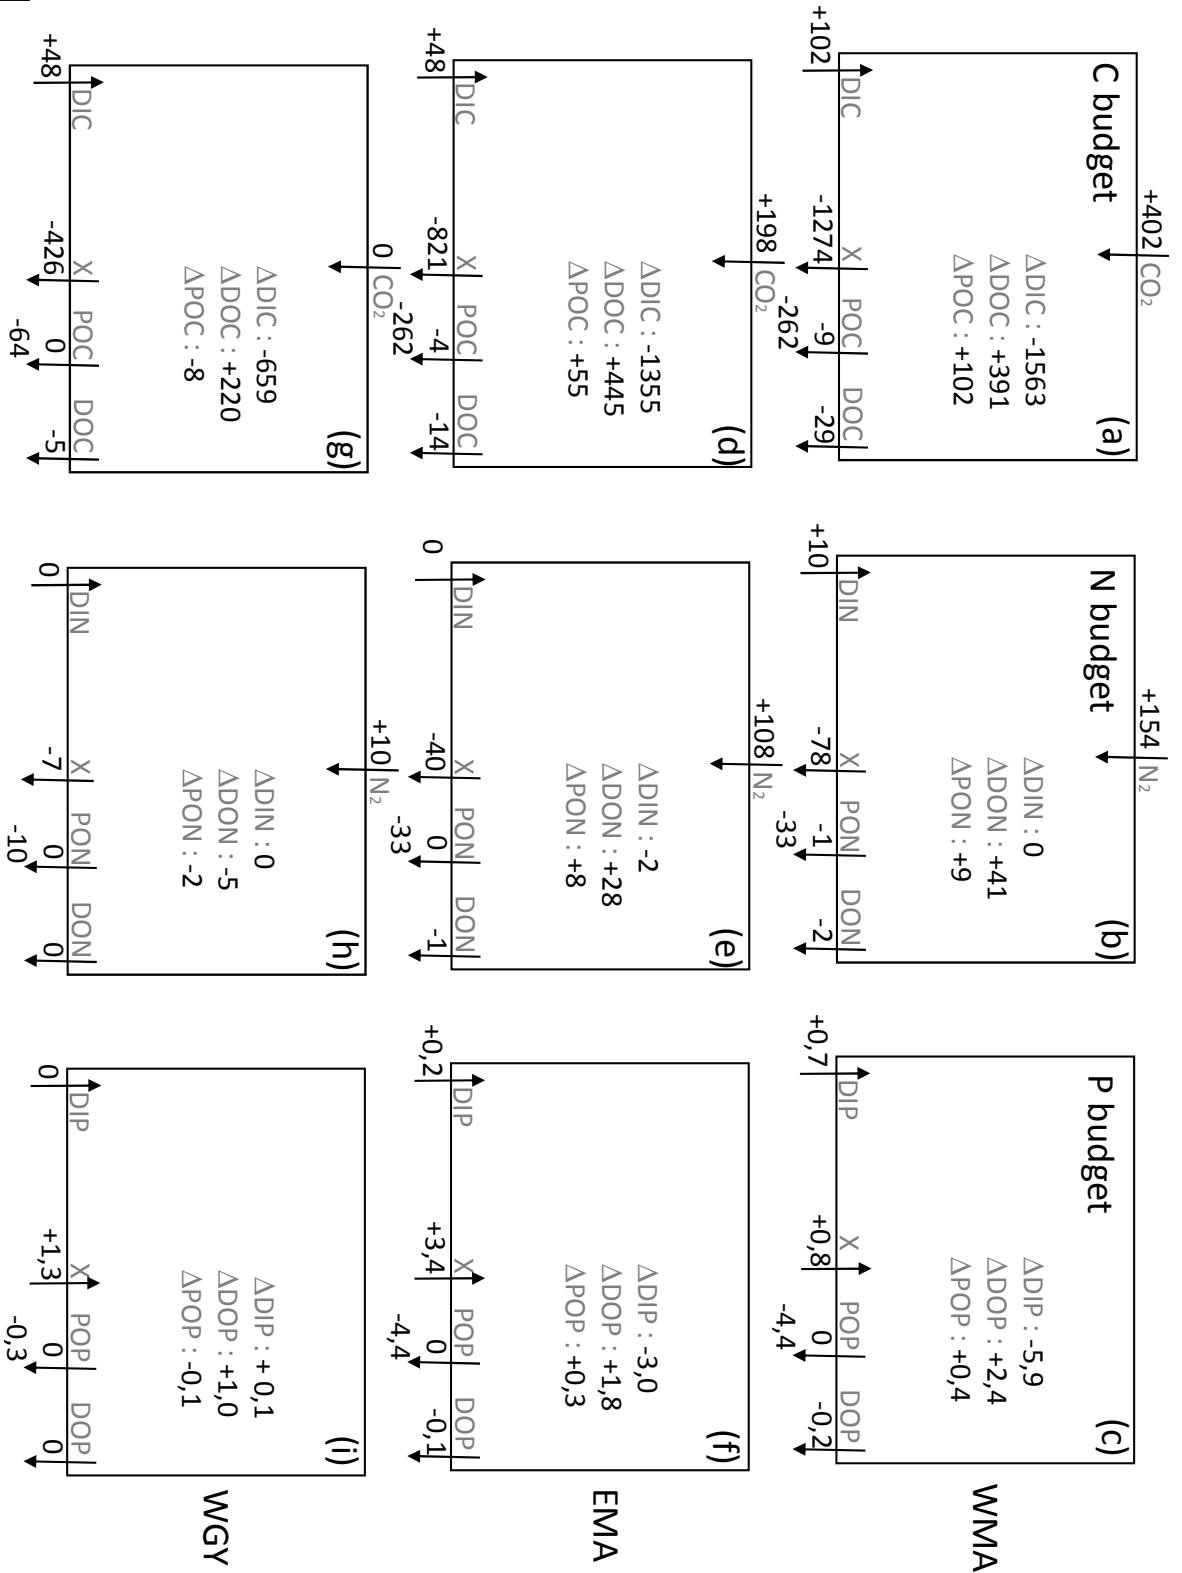 C budget
(a)
+402
CO₂
ΔDIC : -1563
ΔDOC : +391
ΔPOC : +102
DIC
X
POC
DOC
+102
-1274
-9
-29
-262
N budget
(b)
+154
N₂
ΔDIN : 0
ΔDON : +41
ΔPON : +9
DIN
X
PON
DON
+10
-78
-1
-2
-33
P budget
(c)
ΔDIP : -5,9
ΔDOP : +2,4
ΔPOP : +0,4
DIP
X
POP
DOP
+0,7
+0,8
0
-0,2
-4,4
WMA
(d)
+198
CO₂
ΔDIC : -1355
ΔDOC : +445
ΔPOC : +55
DIC
X
POC
DOC
+48
-821
-4
-14
-262
(e)
+108
N₂
ΔDIN : -2
ΔDON : +28
ΔPON : +8
DIN
X
PON
DON
0
-40
0
-1
-33
(f)
ΔDIP : -3,0
ΔDOP : +1,8
ΔPOP : +0,3
DIP
X
POP
DOP
+0,2
+3,4
0
-0,1
-4,4
EMA
(g)
0
CO₂
ΔDIC : -659
ΔDOC : +220
ΔPOC : -8
DIC
X
POC
DOC
+48
-426
0
-5
-64
(h)
+10
N₂
ΔDIN : 0
ΔDON : -5
ΔPON : -2
DIN
X
PON
DON
0
-7
0
0
-10
(i)
ΔDIP : + 0,1
ΔDOP : +1,0
ΔPOP : -0,1
DIP
X
POP
DOP
0
+1,3
0
0
-0,3
WGY